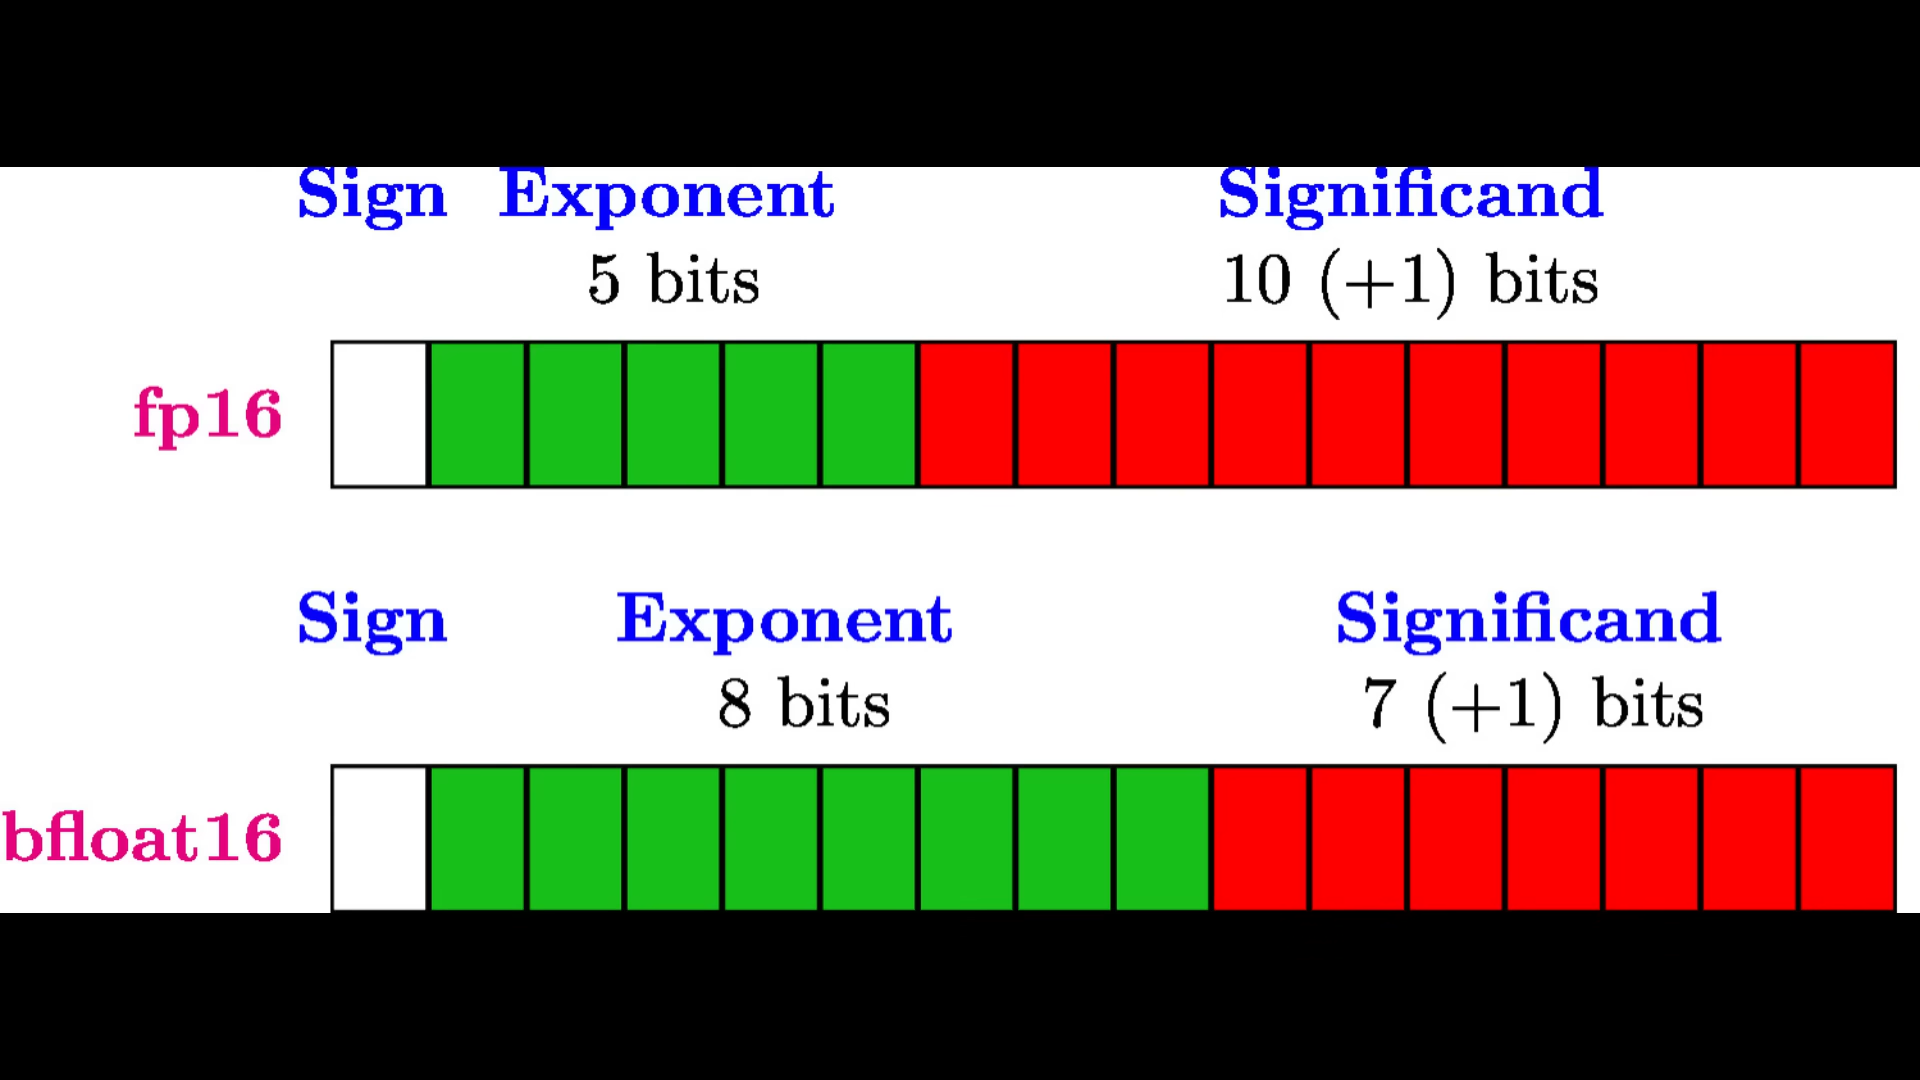 Sign Exponent Significand
5 bits 10 (+1) bits
fp16
Sign Exponent Significand
8 bits 7 (+1) bits
bfloat16